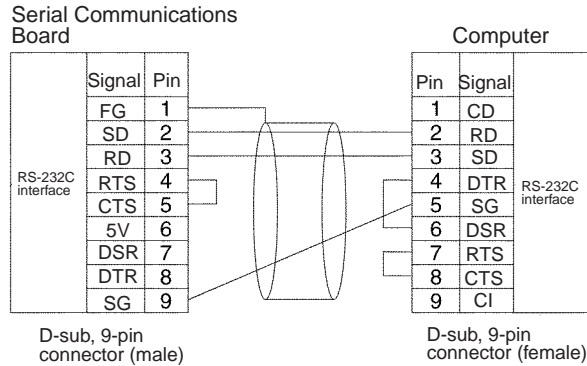 Serial Communications
Board
Computer
Signal Pin
Pin Signal
FG 1
1 CD
SD 2
2 RD
RD 3
3 SD
RS-232C
interface
RTS 4
4 DTR
RS-232C
interface
CTS 5
5 SG
5V 6
6 DSR
DSR 7
7 RTS
DTR 8
8 CTS
SG 9
9 CI
D-sub, 9-pin
connector (male)
D-sub, 9-pin
connector (female)